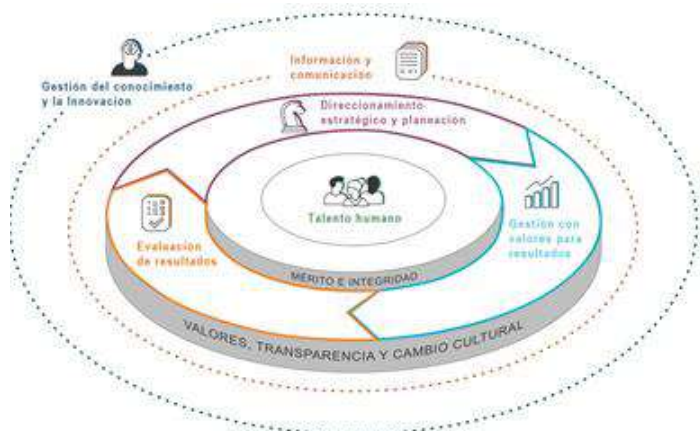 Gestión del conocimiento
y la Innovación
Información y
comunicación
Direccionamiento
estratégico y planeación
Talento humano
Gestión con
valores para
resultados
Evaluación
de resultados
MÉRITO E INTEGRIDAD
VALORES, TRANSPARENCIA Y CAMBIO CULTURAL